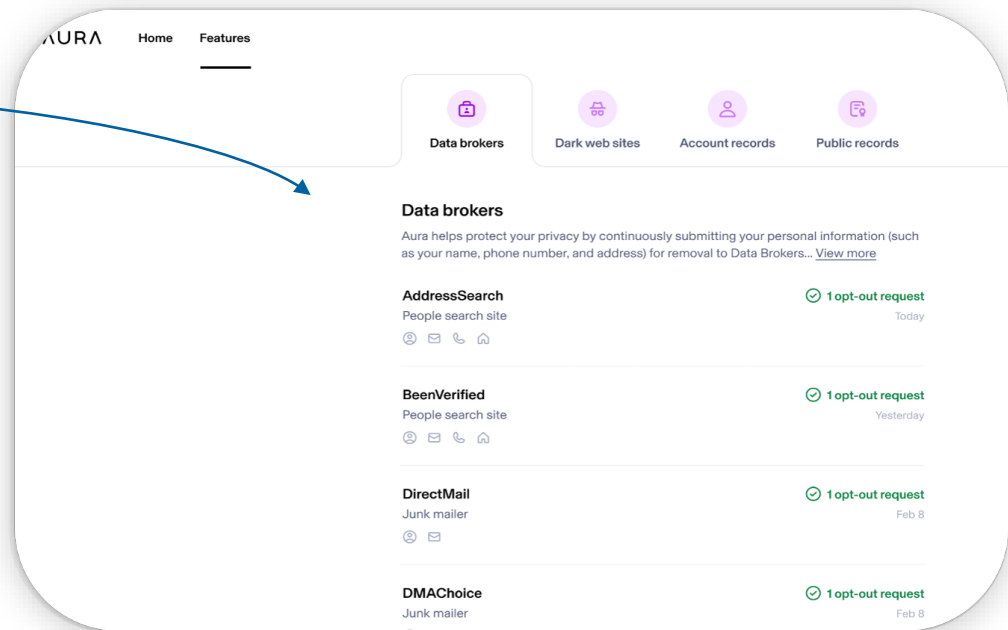 AURA
Home
Features
Data brokers
Dark web sites
Account records
Public records
Data brokers
Aura helps protect your privacy by continuously submitting your personal information (such
as your name, phone number, and address) for removal to Data Brokers... View more
AddressSearch
1 opt-out request
People search site
Today
BeenVerified
1 opt-out request
People search site
Yesterday
DirectMail
1 opt-out request
Junk mailer
Feb 8
DMAChoice
1 opt-out request
Junk mailer
Feb 8